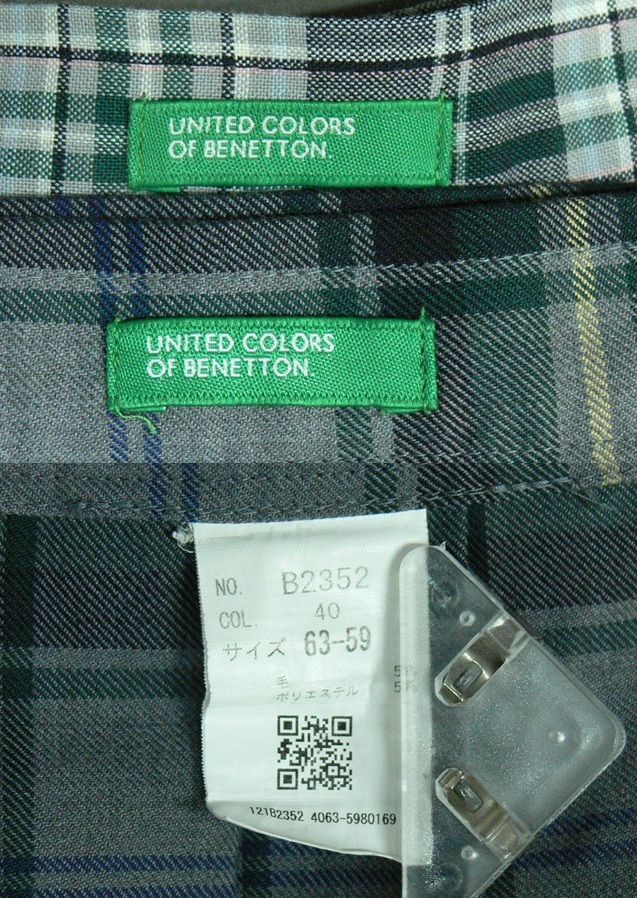 UNITED COLORS
OF BENETTON.
UNITED COLORS
OF BENETTON.
NO. B2352
COL. 40
サイズ 63-59
毛
ポリエステル
121B2352 4063-5980169